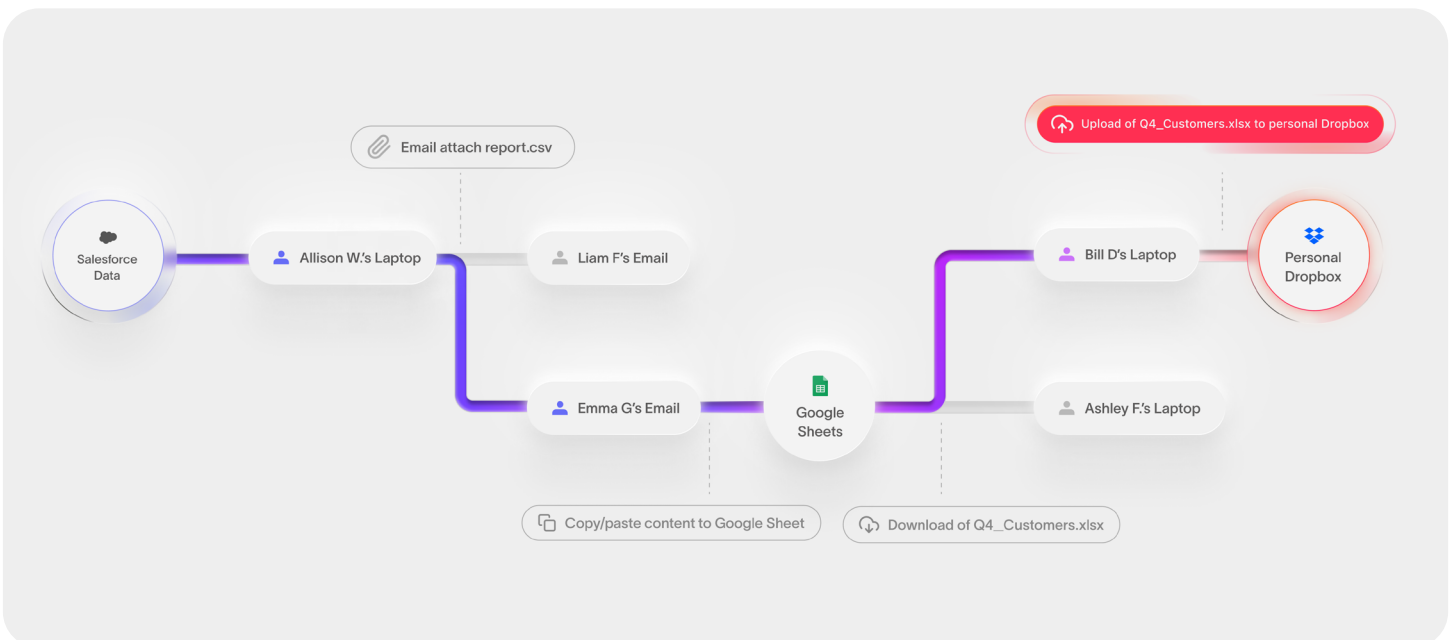 Upload of Q4_Customers.xlsx to personal Dropbox
Email attach report.csv
Salesforce
Data
Allison W.'s Laptop
Liam F's Email
Bill D's Laptop
Personal
Dropbox
Emma G's Email
Google
Sheets
Ashley F.'s Laptop
Copy/paste content to Google Sheet
Download of Q4_Customers.xlsx